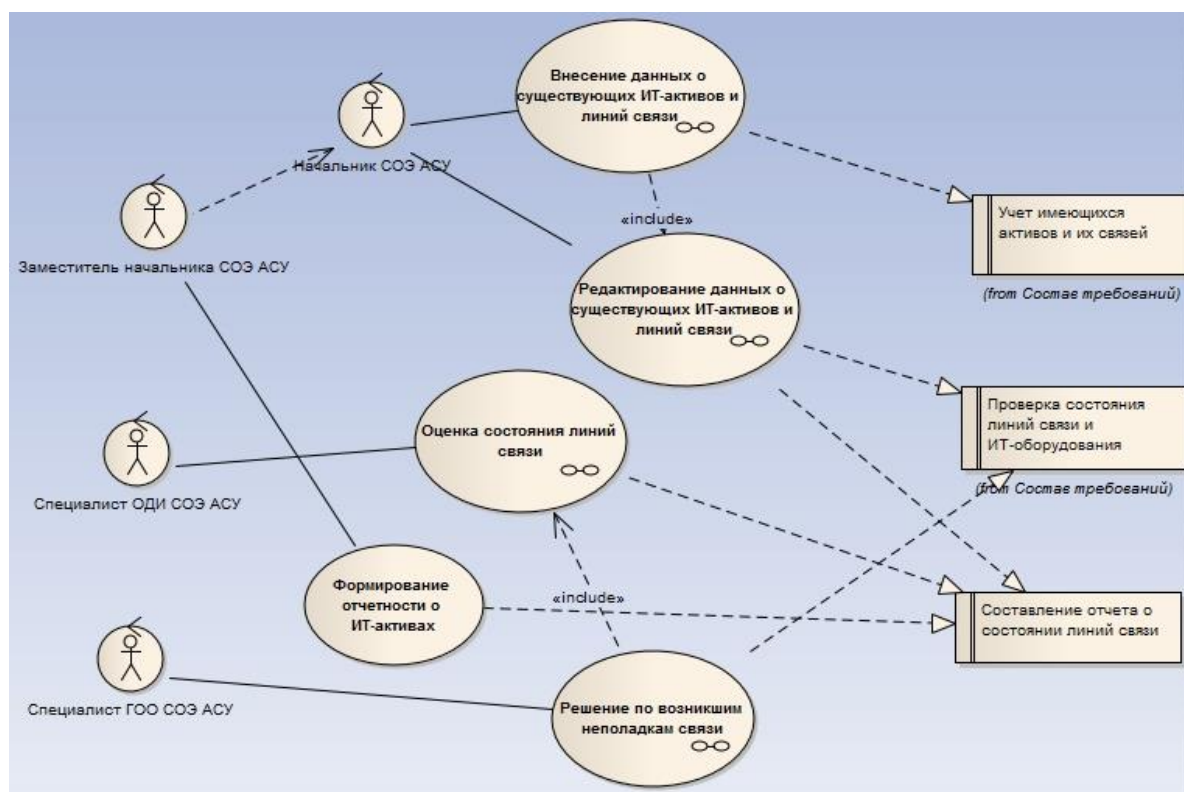 Внесение данных о
существующих ИТ-активов и
линий связи
Начальник СОЭ АСУ
«include»
Учет имеющихся
активов и их связей
(from Состав требований)
Заместитель начальника СОЭ АСУ
Редактирование данных о
существующих ИТ-активов и
линий связи
Проверка состояния
линий связи и
ИТ-оборудования
(from Состав требований)
Оценка состояния линий
связи
Специалист ОДИ СОЭ АСУ
Формирование
отчетности о
ИТ-активах
«include»
Составление отчета о
состоянии линий связи
Специалист ГОО СОЭ АСУ
Решение по возникшим
неполадкам связи